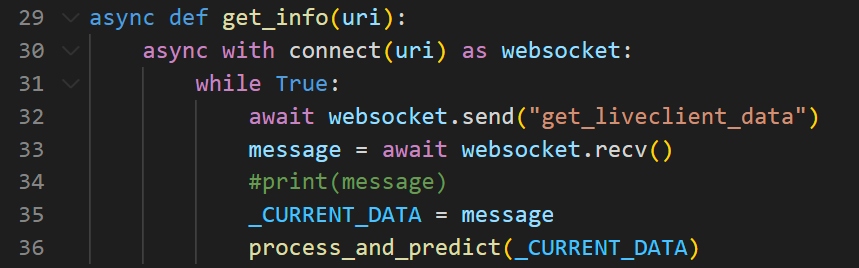 29 async def get_info(uri):
30     async with connect(uri) as websocket:
31         while True:
32             await websocket.send("get_liveclient_data")
33             message = await websocket.recv()
34             #print(message)
35             _CURRENT_DATA = message
36             process_and_predict(_CURRENT_DATA)